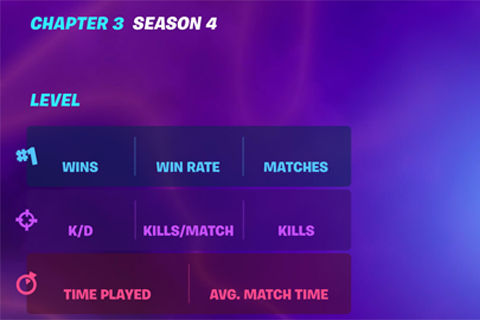 CHAPTER 3 SEASON 4
LEVEL
#1
WINS WIN RATE MATCHES
K/D KILLS/MATCH KILLS
TIME PLAYED AVG. MATCH TIME